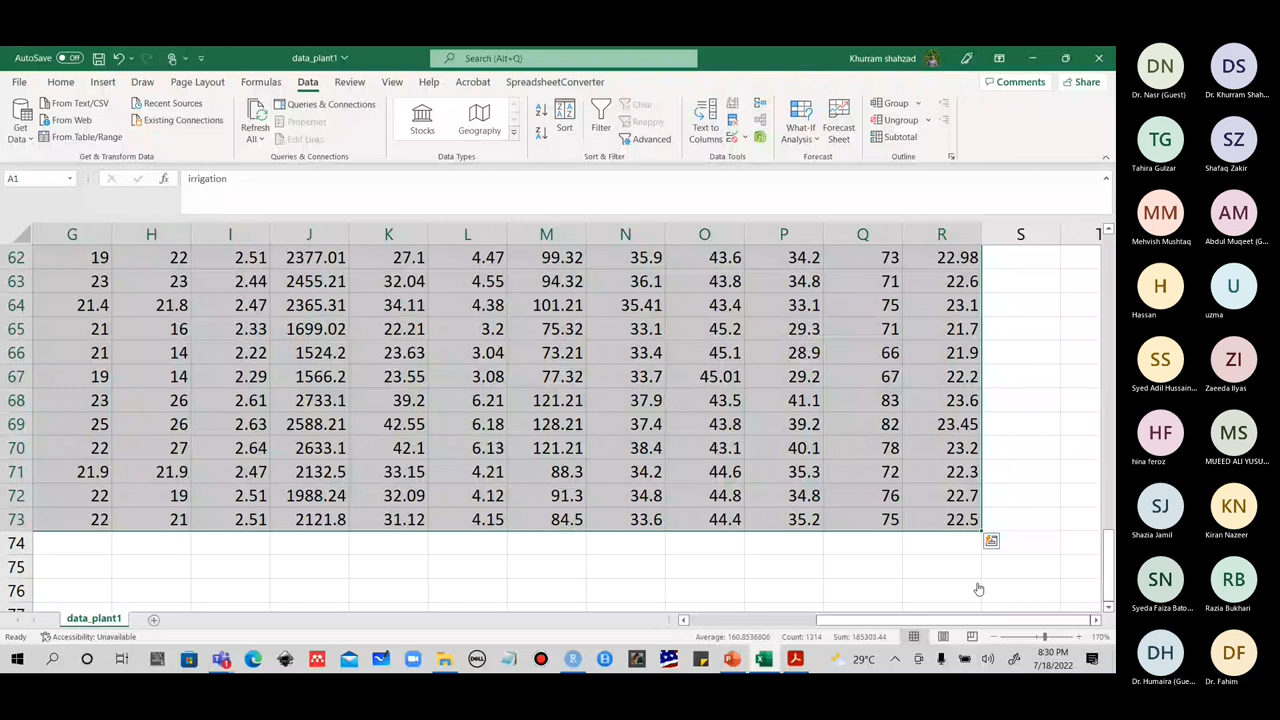 AutoSave Off data_plant1 Search (Alt+Q) Khurram shahzad
File Home Insert Draw Page Layout Formulas Data Review View Help Acrobat SpreadsheetConverter Comments Share
Get Data From Text/CSV Recent Sources Refresh All Queries & Connections Stocks Geography Sort Filter Clear Text to Columns What-If Analysis Forecast Sheet Group
From Web Existing Connections Properties Reapply Ungroup
From Table/Range Edit Links Advanced Subtotal
Get & Transform Data Queries & Connections Data Types Sort & Filter Data Tools Forecast Outline
A1 fx irrigation
G H I J K L M N O P Q R S T
62 19 22 2.51 2377.01 27.1 4.47 99.32 35.9 43.6 34.2 73 22.98
63 23 23 2.44 2455.21 32.04 4.55 94.32 36.1 43.8 34.8 71 22.6
64 21.4 21.8 2.47 2365.31 34.11 4.38 101.21 35.41 43.4 33.1 75 23.1
65 21 16 2.33 1699.02 22.21 3.2 75.32 33.1 45.2 29.3 71 21.7
66 21 14 2.22 1524.2 23.63 3.04 73.21 33.4 45.1 28.9 66 21.9
67 19 14 2.29 1566.2 23.55 3.08 77.32 33.7 45.01 29.2 67 22.2
68 23 26 2.61 2733.1 39.2 6.21 121.21 37.9 43.5 41.1 83 23.6
69 25 26 2.63 2588.21 42.55 6.18 128.21 37.4 43.8 39.2 82 23.45
70 22 27 2.64 2633.1 42.1 6.13 121.21 38.4 43.1 40.1 78 23.2
71 21.9 21.9 2.47 2132.5 33.15 4.21 88.3 34.2 44.6 35.3 72 22.3
72 22 19 2.51 1988.24 32.09 4.12 91.3 34.8 44.8 34.8 76 22.7
73 22 21 2.51 2121.8 31.12 4.15 84.5 33.6 44.4 35.2 75 22.5
74
75
76
77
data_plant1
Ready Accessibility: Unavailable Average: 160.8536806 Count: 1314 Sum: 185303.44 170%
29°C 8:30 PM
7/18/2022
DN DS
Dr. Nasr (Guest) Dr. Khurram Shah...
TG SZ
Tahira Gulzar Shafaq Zakir
MM AM
Mehvish Mushtaq Abdul Muqeet (G...
H U
Hassan uzma
SS ZI
Syed Adil Hussain... Zaeeda Ilyas
HF MS
hina feroz MUEED ALI YUSU...
SJ KN
Shazia Jamil Kiran Nazeer
SN RB
Syeda Faiza Bato... Razia Bukhari
DH DF
Dr. Humaira (Gue... Dr. Fahim